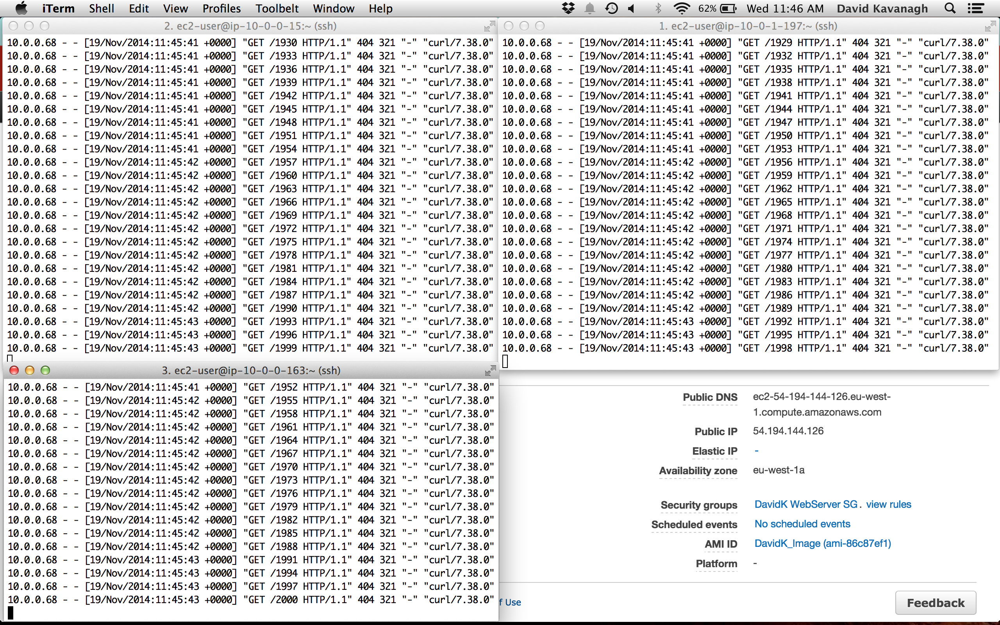 iTerm Shell Edit View Profiles Toolbelt Window Help 62% Wed 11:46 AM David Kavanagh
2. ec2-user@ip-10-0-0-15:~ (ssh)
10.0.0.68 - - [19/Nov/2014:11:45:41 +0000] "GET /1930 HTTP/1.1" 404 321 "-" "curl/7.38.0"
10.0.0.68 - - [19/Nov/2014:11:45:41 +0000] "GET /1933 HTTP/1.1" 404 321 "-" "curl/7.38.0"
10.0.0.68 - - [19/Nov/2014:11:45:41 +0000] "GET /1936 HTTP/1.1" 404 321 "-" "curl/7.38.0"
10.0.0.68 - - [19/Nov/2014:11:45:41 +0000] "GET /1939 HTTP/1.1" 404 321 "-" "curl/7.38.0"
10.0.0.68 - - [19/Nov/2014:11:45:41 +0000] "GET /1942 HTTP/1.1" 404 321 "-" "curl/7.38.0"
10.0.0.68 - - [19/Nov/2014:11:45:41 +0000] "GET /1945 HTTP/1.1" 404 321 "-" "curl/7.38.0"
10.0.0.68 - - [19/Nov/2014:11:45:41 +0000] "GET /1948 HTTP/1.1" 404 321 "-" "curl/7.38.0"
10.0.0.68 - - [19/Nov/2014:11:45:41 +0000] "GET /1951 HTTP/1.1" 404 321 "-" "curl/7.38.0"
10.0.0.68 - - [19/Nov/2014:11:45:41 +0000] "GET /1954 HTTP/1.1" 404 321 "-" "curl/7.38.0"
10.0.0.68 - - [19/Nov/2014:11:45:42 +0000] "GET /1957 HTTP/1.1" 404 321 "-" "curl/7.38.0"
10.0.0.68 - - [19/Nov/2014:11:45:42 +0000] "GET /1960 HTTP/1.1" 404 321 "-" "curl/7.38.0"
10.0.0.68 - - [19/Nov/2014:11:45:42 +0000] "GET /1963 HTTP/1.1" 404 321 "-" "curl/7.38.0"
10.0.0.68 - - [19/Nov/2014:11:45:42 +0000] "GET /1966 HTTP/1.1" 404 321 "-" "curl/7.38.0"
10.0.0.68 - - [19/Nov/2014:11:45:42 +0000] "GET /1969 HTTP/1.1" 404 321 "-" "curl/7.38.0"
10.0.0.68 - - [19/Nov/2014:11:45:42 +0000] "GET /1972 HTTP/1.1" 404 321 "-" "curl/7.38.0"
10.0.0.68 - - [19/Nov/2014:11:45:42 +0000] "GET /1975 HTTP/1.1" 404 321 "-" "curl/7.38.0"
10.0.0.68 - - [19/Nov/2014:11:45:42 +0000] "GET /1978 HTTP/1.1" 404 321 "-" "curl/7.38.0"
10.0.0.68 - - [19/Nov/2014:11:45:42 +0000] "GET /1981 HTTP/1.1" 404 321 "-" "curl/7.38.0"
10.0.0.68 - - [19/Nov/2014:11:45:42 +0000] "GET /1984 HTTP/1.1" 404 321 "-" "curl/7.38.0"
10.0.0.68 - - [19/Nov/2014:11:45:42 +0000] "GET /1987 HTTP/1.1" 404 321 "-" "curl/7.38.0"
10.0.0.68 - - [19/Nov/2014:11:45:42 +0000] "GET /1990 HTTP/1.1" 404 321 "-" "curl/7.38.0"
10.0.0.68 - - [19/Nov/2014:11:45:43 +0000] "GET /1993 HTTP/1.1" 404 321 "-" "curl/7.38.0"
10.0.0.68 - - [19/Nov/2014:11:45:43 +0000] "GET /1996 HTTP/1.1" 404 321 "-" "curl/7.38.0"
10.0.0.68 - - [19/Nov/2014:11:45:43 +0000] "GET /1999 HTTP/1.1" 404 321 "-" "curl/7.38.0"
1. ec2-user@ip-10-0-1-197:~ (ssh)
10.0.0.68 - - [19/Nov/2014:11:45:41 +0000] "GET /1929 HTTP/1.1" 404 321 "-" "curl/7.38.0"
10.0.0.68 - - [19/Nov/2014:11:45:41 +0000] "GET /1932 HTTP/1.1" 404 321 "-" "curl/7.38.0"
10.0.0.68 - - [19/Nov/2014:11:45:41 +0000] "GET /1935 HTTP/1.1" 404 321 "-" "curl/7.38.0"
10.0.0.68 - - [19/Nov/2014:11:45:41 +0000] "GET /1938 HTTP/1.1" 404 321 "-" "curl/7.38.0"
10.0.0.68 - - [19/Nov/2014:11:45:41 +0000] "GET /1941 HTTP/1.1" 404 321 "-" "curl/7.38.0"
10.0.0.68 - - [19/Nov/2014:11:45:41 +0000] "GET /1944 HTTP/1.1" 404 321 "-" "curl/7.38.0"
10.0.0.68 - - [19/Nov/2014:11:45:41 +0000] "GET /1947 HTTP/1.1" 404 321 "-" "curl/7.38.0"
10.0.0.68 - - [19/Nov/2014:11:45:41 +0000] "GET /1950 HTTP/1.1" 404 321 "-" "curl/7.38.0"
10.0.0.68 - - [19/Nov/2014:11:45:41 +0000] "GET /1953 HTTP/1.1" 404 321 "-" "curl/7.38.0"
10.0.0.68 - - [19/Nov/2014:11:45:42 +0000] "GET /1956 HTTP/1.1" 404 321 "-" "curl/7.38.0"
10.0.0.68 - - [19/Nov/2014:11:45:42 +0000] "GET /1959 HTTP/1.1" 404 321 "-" "curl/7.38.0"
10.0.0.68 - - [19/Nov/2014:11:45:42 +0000] "GET /1962 HTTP/1.1" 404 321 "-" "curl/7.38.0"
10.0.0.68 - - [19/Nov/2014:11:45:42 +0000] "GET /1965 HTTP/1.1" 404 321 "-" "curl/7.38.0"
10.0.0.68 - - [19/Nov/2014:11:45:42 +0000] "GET /1968 HTTP/1.1" 404 321 "-" "curl/7.38.0"
10.0.0.68 - - [19/Nov/2014:11:45:42 +0000] "GET /1971 HTTP/1.1" 404 321 "-" "curl/7.38.0"
10.0.0.68 - - [19/Nov/2014:11:45:42 +0000] "GET /1974 HTTP/1.1" 404 321 "-" "curl/7.38.0"
10.0.0.68 - - [19/Nov/2014:11:45:42 +0000] "GET /1977 HTTP/1.1" 404 321 "-" "curl/7.38.0"
10.0.0.68 - - [19/Nov/2014:11:45:42 +0000] "GET /1980 HTTP/1.1" 404 321 "-" "curl/7.38.0"
10.0.0.68 - - [19/Nov/2014:11:45:42 +0000] "GET /1983 HTTP/1.1" 404 321 "-" "curl/7.38.0"
10.0.0.68 - - [19/Nov/2014:11:45:42 +0000] "GET /1986 HTTP/1.1" 404 321 "-" "curl/7.38.0"
10.0.0.68 - - [19/Nov/2014:11:45:42 +0000] "GET /1989 HTTP/1.1" 404 321 "-" "curl/7.38.0"
10.0.0.68 - - [19/Nov/2014:11:45:43 +0000] "GET /1992 HTTP/1.1" 404 321 "-" "curl/7.38.0"
10.0.0.68 - - [19/Nov/2014:11:45:43 +0000] "GET /1995 HTTP/1.1" 404 321 "-" "curl/7.38.0"
10.0.0.68 - - [19/Nov/2014:11:45:43 +0000] "GET /1998 HTTP/1.1" 404 321 "-" "curl/7.38.0"
3. ec2-user@ip-10-0-0-163:~ (ssh)
10.0.0.68 - - [19/Nov/2014:11:45:41 +0000] "GET /1952 HTTP/1.1" 404 321 "-" "curl/7.38.0"
10.0.0.68 - - [19/Nov/2014:11:45:42 +0000] "GET /1955 HTTP/1.1" 404 321 "-" "curl/7.38.0"
10.0.0.68 - - [19/Nov/2014:11:45:42 +0000] "GET /1958 HTTP/1.1" 404 321 "-" "curl/7.38.0"
10.0.0.68 - - [19/Nov/2014:11:45:42 +0000] "GET /1961 HTTP/1.1" 404 321 "-" "curl/7.38.0"
10.0.0.68 - - [19/Nov/2014:11:45:42 +0000] "GET /1964 HTTP/1.1" 404 321 "-" "curl/7.38.0"
10.0.0.68 - - [19/Nov/2014:11:45:42 +0000] "GET /1967 HTTP/1.1" 404 321 "-" "curl/7.38.0"
10.0.0.68 - - [19/Nov/2014:11:45:42 +0000] "GET /1970 HTTP/1.1" 404 321 "-" "curl/7.38.0"
10.0.0.68 - - [19/Nov/2014:11:45:42 +0000] "GET /1973 HTTP/1.1" 404 321 "-" "curl/7.38.0"
10.0.0.68 - - [19/Nov/2014:11:45:42 +0000] "GET /1976 HTTP/1.1" 404 321 "-" "curl/7.38.0"
10.0.0.68 - - [19/Nov/2014:11:45:42 +0000] "GET /1979 HTTP/1.1" 404 321 "-" "curl/7.38.0"
10.0.0.68 - - [19/Nov/2014:11:45:42 +0000] "GET /1982 HTTP/1.1" 404 321 "-" "curl/7.38.0"
10.0.0.68 - - [19/Nov/2014:11:45:42 +0000] "GET /1985 HTTP/1.1" 404 321 "-" "curl/7.38.0"
10.0.0.68 - - [19/Nov/2014:11:45:42 +0000] "GET /1988 HTTP/1.1" 404 321 "-" "curl/7.38.0"
10.0.0.68 - - [19/Nov/2014:11:45:43 +0000] "GET /1991 HTTP/1.1" 404 321 "-" "curl/7.38.0"
10.0.0.68 - - [19/Nov/2014:11:45:43 +0000] "GET /1994 HTTP/1.1" 404 321 "-" "curl/7.38.0"
10.0.0.68 - - [19/Nov/2014:11:45:43 +0000] "GET /1997 HTTP/1.1" 404 321 "-" "curl/7.38.0"
10.0.0.68 - - [19/Nov/2014:11:45:43 +0000] "GET /2000 HTTP/1.1" 404 321 "-" "curl/7.38.0"
Public DNS ec2-54-194-144-126.eu-west-
1.compute.amazonaws.com
Public IP 54.194.144.126
Elastic IP -
Availability zone eu-west-1a
Security groups DavidK WebServer SG. view rules
Scheduled events No scheduled events
AMI ID DavidK_Image (ami-86c87ef1)
Platform -
f Use
Feedback